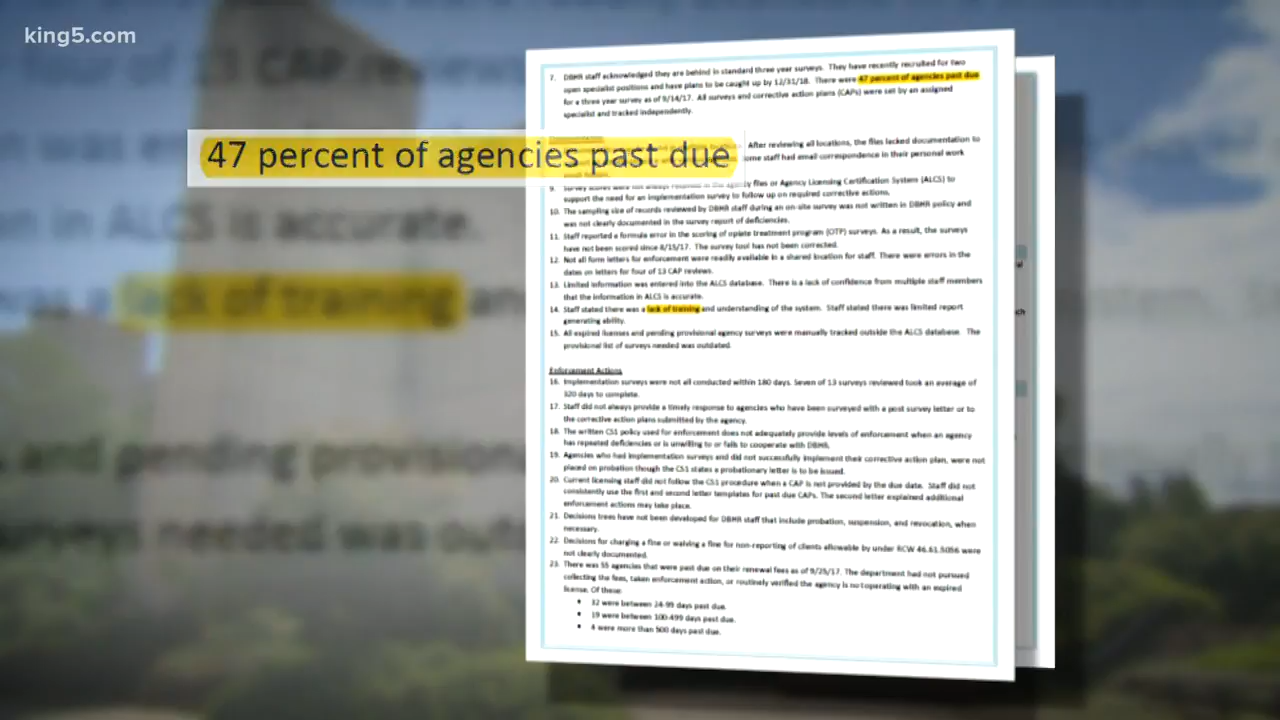 king5.com
7. DBHR staff acknowledged they are behind in standard three year surveys. They have recently recruited for two
open specialist positions and have plans to be caught up by 12/31/18. There were 47 percent of agencies past due
for a three year survey as of 9/14/17. All surveys and corrective action plans (CAPs) were set by an assigned
specialist and tracked independently.
47 percent of agencies past due
After reviewing all locations, the files lacked documentation to
ome staff had email correspondence in their personal work
9. Survey scores were not always retained in the agency files or Agency Licensing Certification System (ALCS) to
support the need for an implementation survey to follow up on required corrective actions.
10. The sampling size of records reviewed by DBHR staff during an on-site survey was not written in DBHR policy and
was not clearly documented in the survey report of deficiencies.
11. Staff reported a formula error in the scoring of opiate treatment program (OTP) surveys. As a result, the surveys
have not been scored since 8/15/17. The survey tool has not been corrected.
12. Not all form letters for enforcement were readily available in a shared location for staff. There were errors in the
dates on letters for four of 13 CAP reviews.
13. Limited information was entered into the ALCS database. There is a lack of confidence from multiple staff members
that the information in ALCS is accurate.
14. Staff stated there was a lack of training and understanding of the system. Staff stated there was limited report
generating ability.
15. All expired licenses and pending provisional agency surveys were manually tracked outside the ALCS database. The
provisional list of surveys needed was outdated.
Enforcement Actions
16. Implementation surveys were not all conducted within 180 days. Seven of 13 surveys reviewed took an average of
320 days to complete.
17. Staff did not always provide a timely response to agencies who have been surveyed with a post survey letter or to
the corrective action plans submitted by the agency.
18. The written CS1 policy used for enforcement does not adequately provide levels of enforcement when an agency
has repeated deficiencies or is unwilling to or fails to cooperate with DBHR.
19. Agencies who had implementation surveys and did not successfully implement their corrective action plan, were not
placed on probation though the CS1 states a probationary letter is to be issued.
20. Current licensing staff did not follow the CS1 procedure when a CAP is not provided by the due date. Staff did not
consistently use the first and second letter templates for past due CAPs. The second letter explained additional
enforcement actions may take place.
21. Decisions trees have not been developed for DBHR staff that include probation, suspension, and revocation, when
necessary.
22. Decisions for charging a fine or waiving a fine for non-reporting of clients allowable by under RCW 46.61.5056 were
not clearly documented.
23. There was 55 agencies that were past due on their renewal fees as of 9/25/17. The department had not pursued
collecting the fees, taken enforcement action, or routinely verified the agency is no t operating with an expired
license. Of these:
• 32 were between 24-99 days past due.
• 19 were between 100-499 days past due.
• 4 were more than 500 days past due.
lack of training